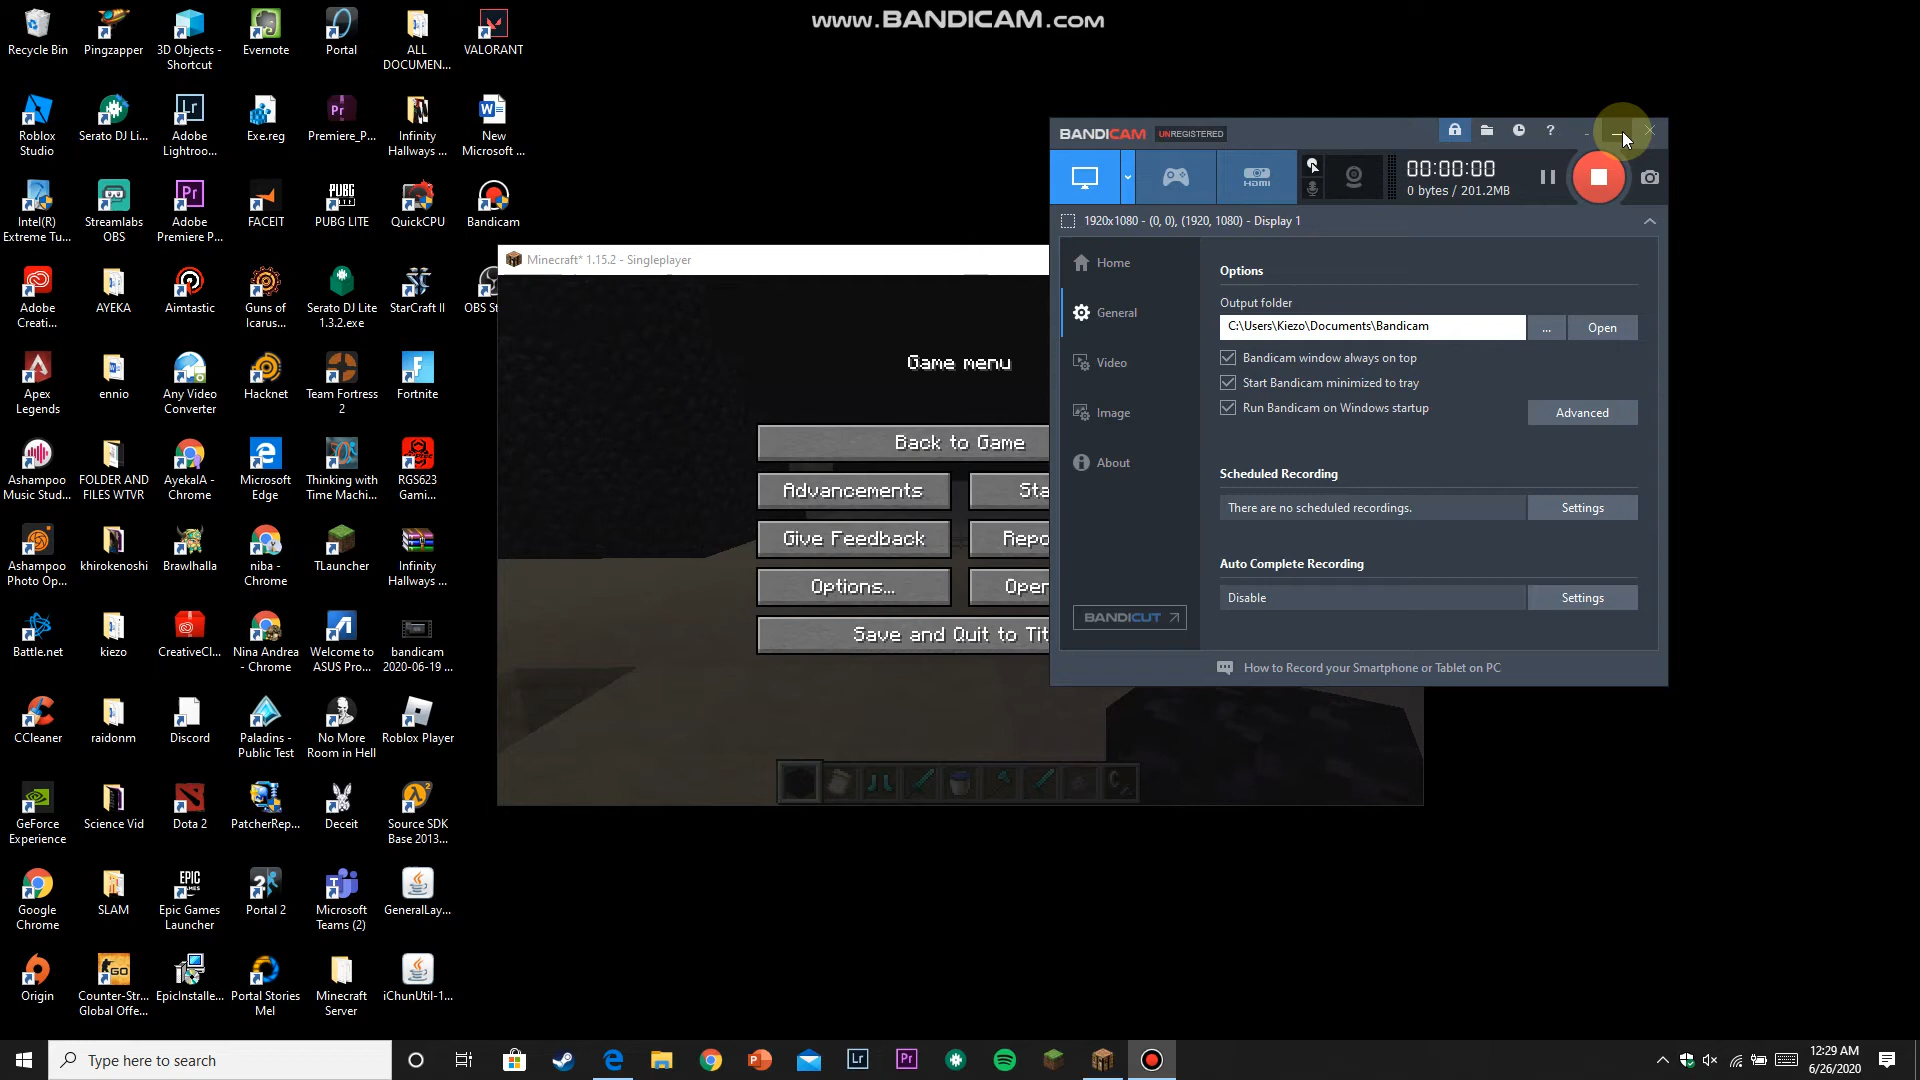 www.BANDICAM.com
Recycle Bin
Pingzapper
3D Objects -
Shortcut
Evernote
Portal
ALL
DOCUMEN...
VALORANT
Roblox
Studio
Serato DJ Li...
Adobe
Lightroo...
Exe.reg
Premiere_P...
Infinity
Hallways ...
New
Microsoft ...
Intel(R)
Extreme Tu...
Streamlabs
OBS
Adobe
Premiere P...
FACEIT
PUBG LITE
QuickCPU
Bandicam
Adobe
Creati...
AYEKA
Aimtastic
Guns of
Icarus...
Serato DJ Lite
1.3.2.exe
StarCraft II
OBS St
Apex
Legends
ennio
Any Video
Converter
Hacknet
Team Fortress
2
Fortnite
Ashampoo
Music Stud...
FOLDER AND
FILES WTVR
AyekaIA -
Chrome
Microsoft
Edge
Thinking with
Time Machi...
RGS623
Gami...
Ashampoo
Photo Op...
khirokenoshi
Brawlhalla
niba -
Chrome
TLauncher
Infinity
Hallways ...
Battle.net
kiezo
CreativeCl...
Nina Andrea
- Chrome
Welcome to
ASUS Pro...
bandicam
2020-06-19 ...
CCleaner
raidonm
Discord
Paladins -
Public Test
No More
Room in Hell
Roblox Player
GeForce
Experience
Science Vid
Dota 2
PatcherRep...
Deceit
Source SDK
Base 2013...
Google
Chrome
SLAM
Epic Games
Launcher
Portal 2
Microsoft
Teams (2)
GeneralLay...
Origin
Counter-Str...
Global Offe...
EpicInstalle...
Portal Stories
Mel
Minecraft
Server
iChunUtil-1...
Minecraft* 1.15.2 - Singleplayer
Game menu
Back to Game
Advancements
Sta
Give Feedback
Repo
Options...
Open
Save and Quit to Tit
BANDICAM UNREGISTERED
?
HDMI
00:00:00
0 bytes / 201.2MB
1920x1080 - (0, 0), (1920, 1080) - Display 1
Home
General
Video
Image
About
BANDICUT
Options
Output folder
C:\Users\Kiezo\Documents\Bandicam
...
Open
Bandicam window always on top
Start Bandicam minimized to tray
Run Bandicam on Windows startup
Advanced
Scheduled Recording
There are no scheduled recordings.
Settings
Auto Complete Recording
Disable
Settings
How to Record your Smartphone or Tablet on PC
Type here to search
12:29 AM
6/26/2020